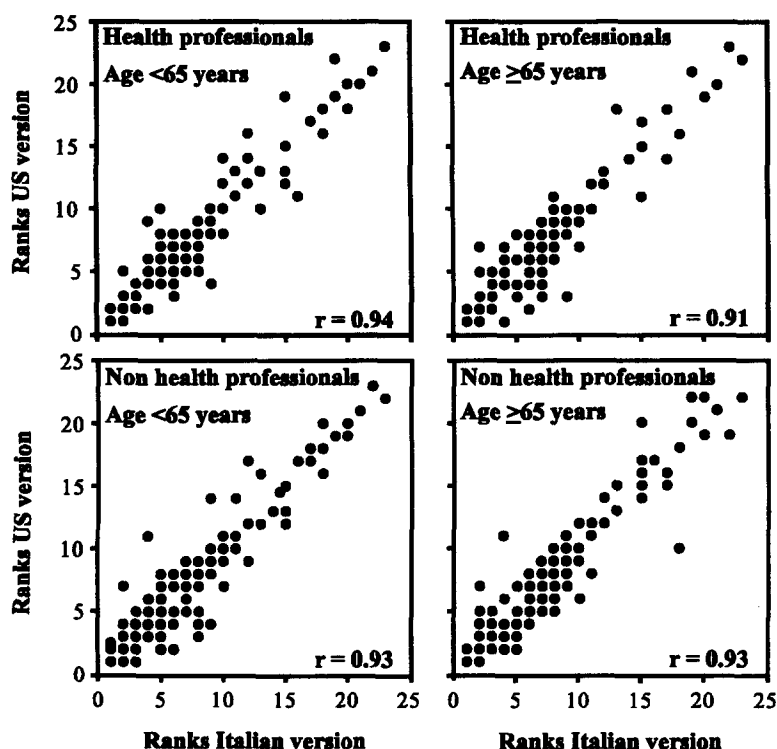 Health professionals
Age <65 years
25
20
15
10
5
0
Ranks US version
r = 0.94
Health professionals
Age ≥65 years
r = 0.91
Non health professionals
Age <65 years
25
20
15
10
5
0
Ranks US version
r = 0.93
0 5 10 15 20 25
Ranks Italian version
Non health professionals
Age ≥65 years
r = 0.93
0 5 10 15 20 25
Ranks Italian version